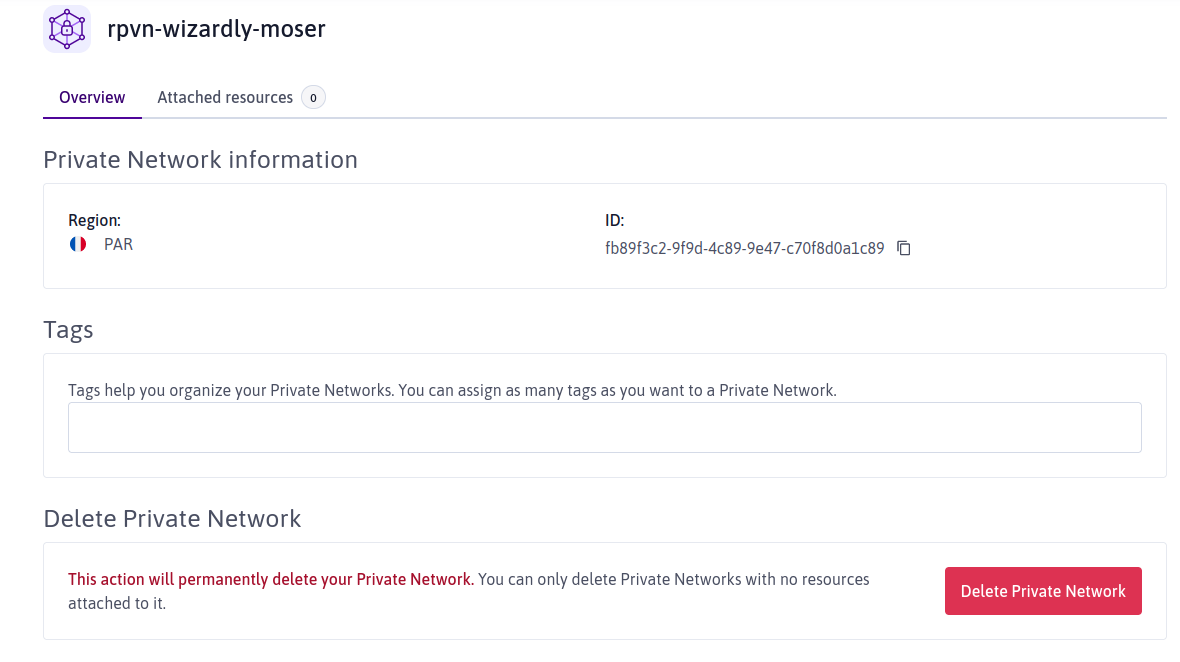 rpvn-wizardly-moser
Overview
Attached resources 0
Private Network information
Region:
PAR
ID:
fb89f3c2-9f9d-4c89-9e47-c70f8d0a1c89
Tags
Tags help you organize your Private Networks. You can assign as many tags as you want to a Private Network.
Delete Private Network
This action will permanently delete your Private Network. You can only delete Private Networks with no resources
attached to it.
Delete Private Network